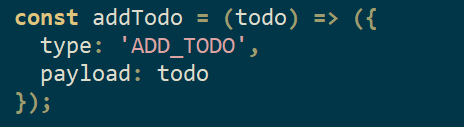 const addTodo = (todo) => ({
  type: 'ADD_TODO',
  payload: todo
});